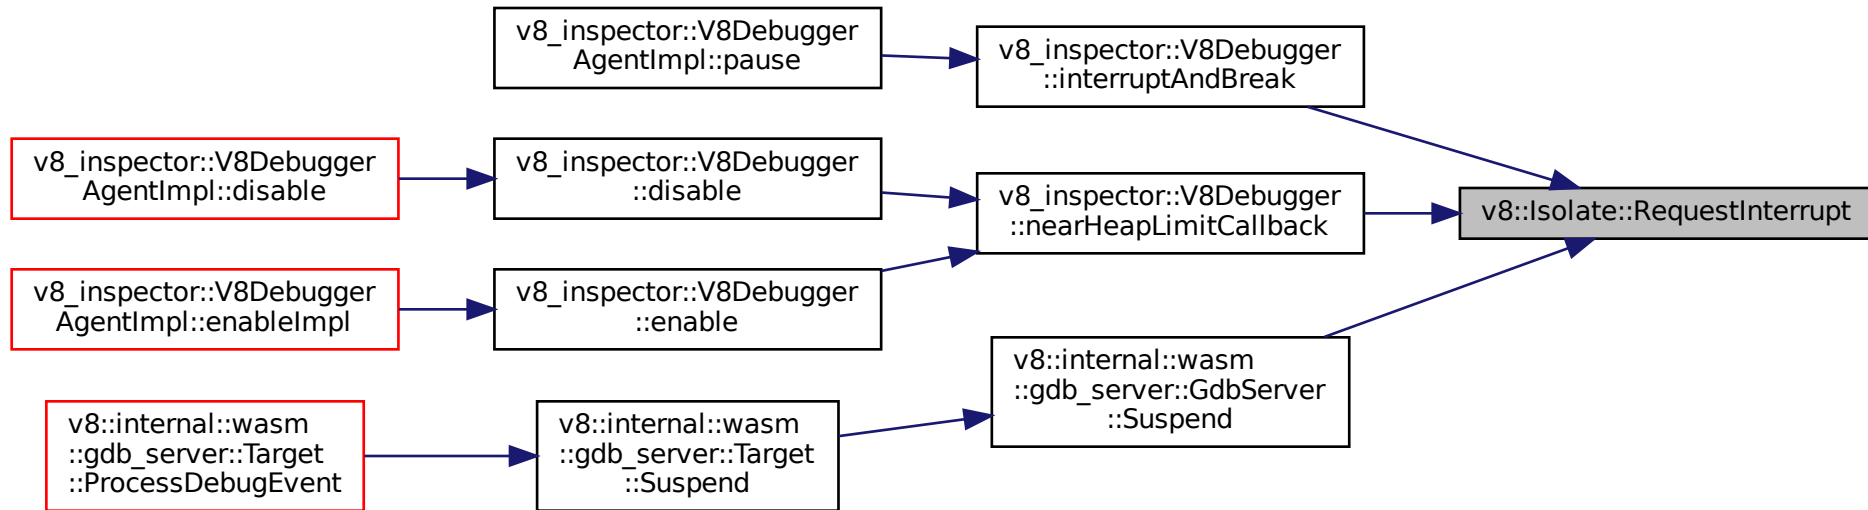 v8_inspector::V8Debugger
AgentImpl::pause
v8_inspector::V8Debugger
::interruptAndBreak
v8_inspector::V8Debugger
AgentImpl::disable
v8_inspector::V8Debugger
::disable
v8_inspector::V8Debugger
::nearHeapLimitCallback
v8::Isolate::RequestInterrupt
v8_inspector::V8Debugger
AgentImpl::enableImpl
v8_inspector::V8Debugger
::enable
v8::internal::wasm
::gdb_server::GdbServer
::Suspend
v8::internal::wasm
::gdb_server::Target
::ProcessDebugEvent
v8::internal::wasm
::gdb_server::Target
::Suspend